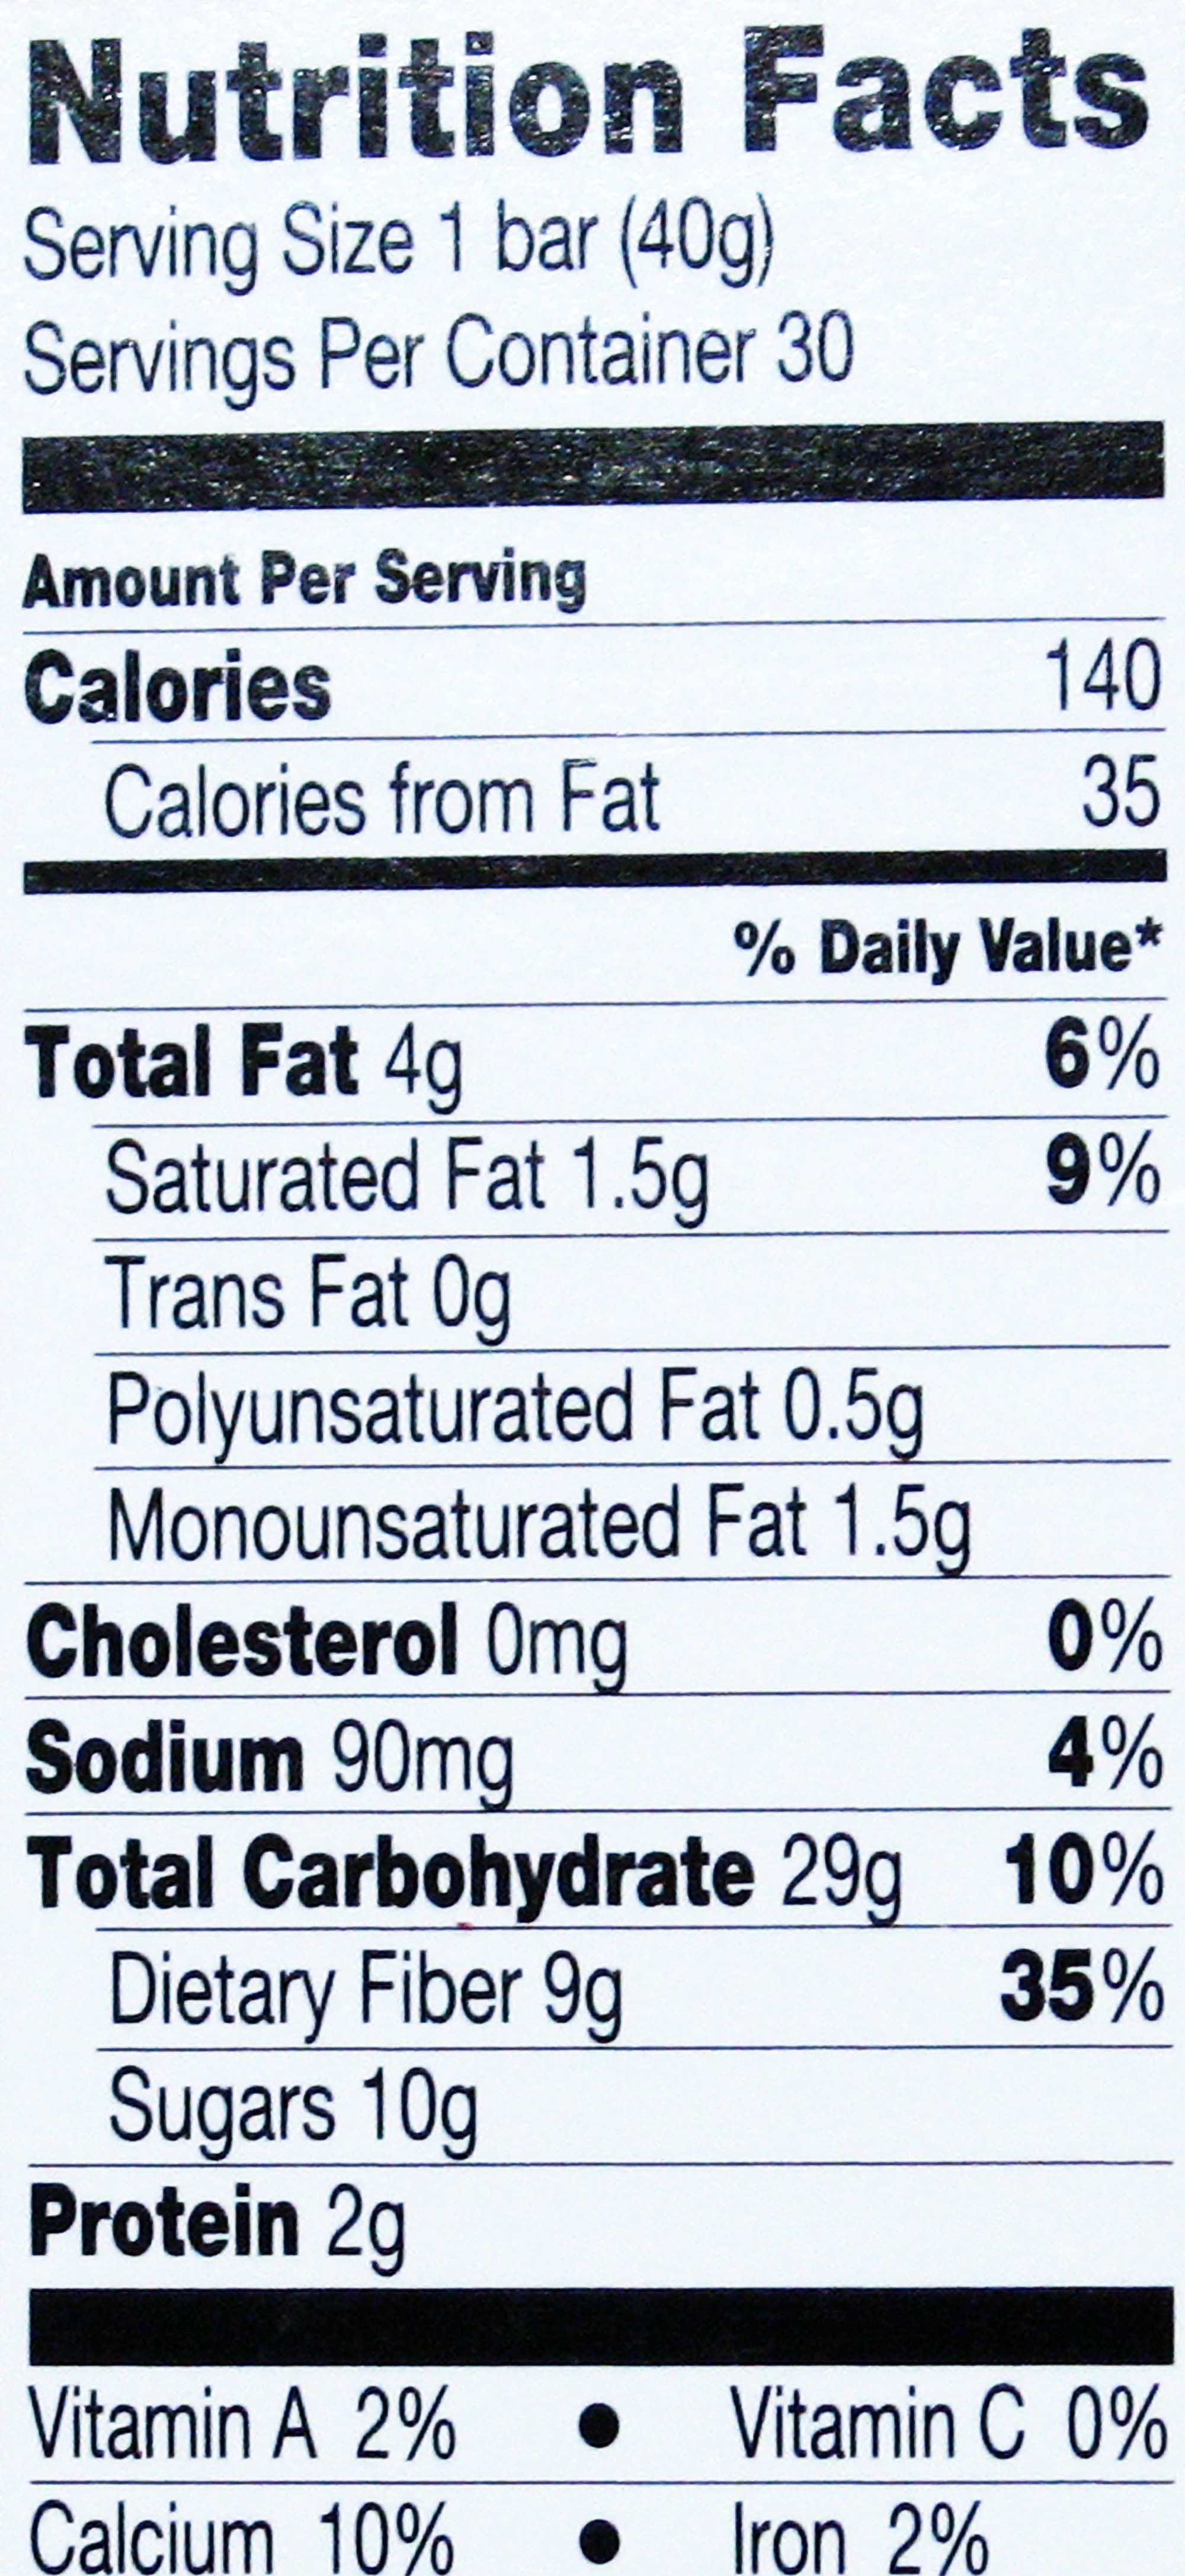 Nutrition Facts
Serving Size 1 bar (40g)
Servings Per Container 30
Amount Per Serving
Calories 140
Calories from Fat 35
% Daily Value*
Total Fat 4g 6%
Saturated Fat 1.5g 9%
Trans Fat 0g
Polyunsaturated Fat 0.5g
Monounsaturated Fat 1.5g
Cholesterol 0mg 0%
Sodium 90mg 4%
Total Carbohydrate 29g 10%
Dietary Fiber 9g 35%
Sugars 10g
Protein 2g
Vitamin A 2% ● Vitamin C 0%
Calcium 10% ● Iron 2%